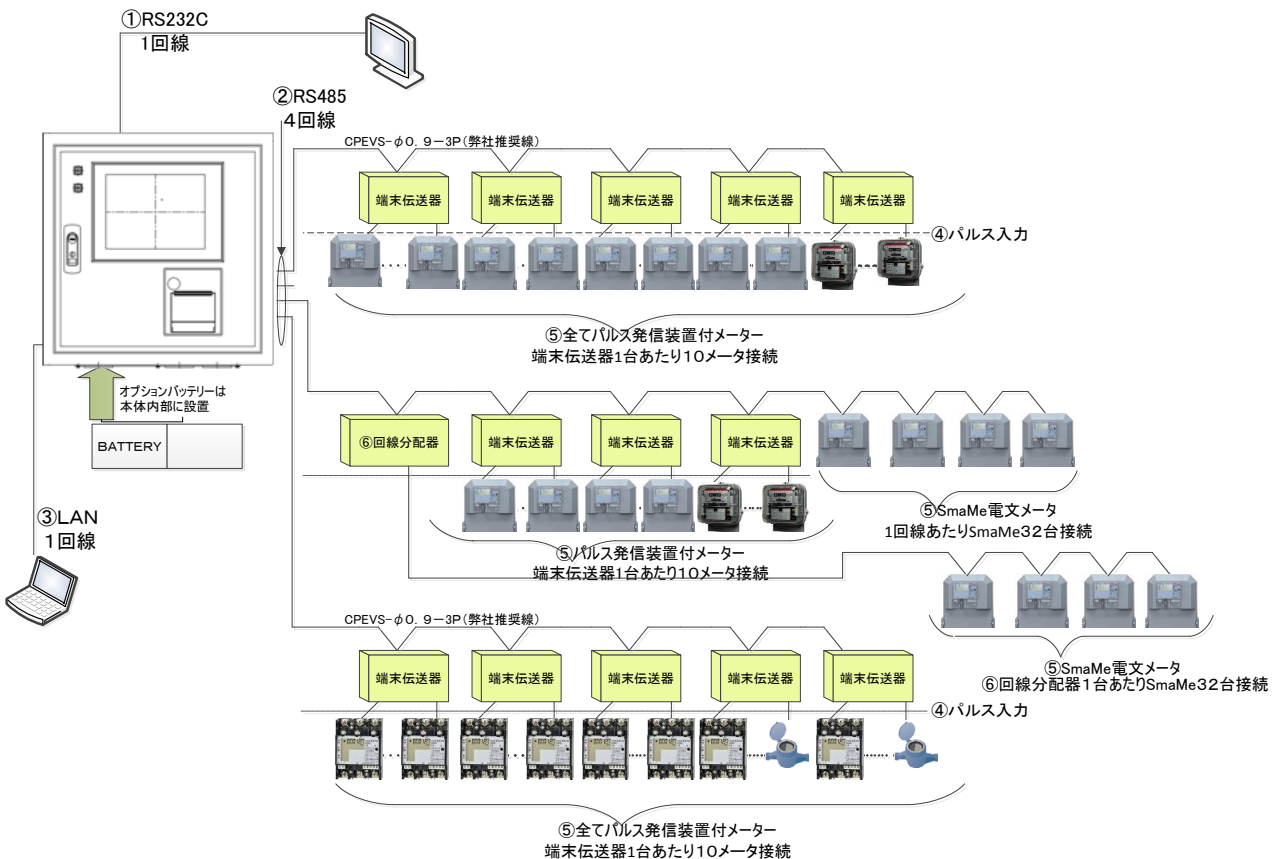 ①RS232C
1回線
②RS485
4回線
CPEVS-φ0.9-3P(弊社推奨線)
端末伝送器
端末伝送器
端末伝送器
端末伝送器
端末伝送器
④パルス入力
⑤全てパルス発信装置付メーター
端末伝送器1台あたり10メータ接続
オプションバッテリーは
本体内部に設置
BATTERY
⑥回線分配器
端末伝送器
端末伝送器
端末伝送器
⑤SmaMe電文メータ
1回線あたりSmaMe32台接続
⑤パルス発信装置付メーター
端末伝送器1台あたり10メータ接続
③LAN
1回線
⑤SmaMe電文メータ
⑥回線分配器1台あたりSmaMe32台接続
CPEVS-φ0.9-3P(弊社推奨線)
端末伝送器
端末伝送器
端末伝送器
端末伝送器
端末伝送器
④パルス入力
⑤全てパルス発信装置付メーター
端末伝送器1台あたり10メータ接続